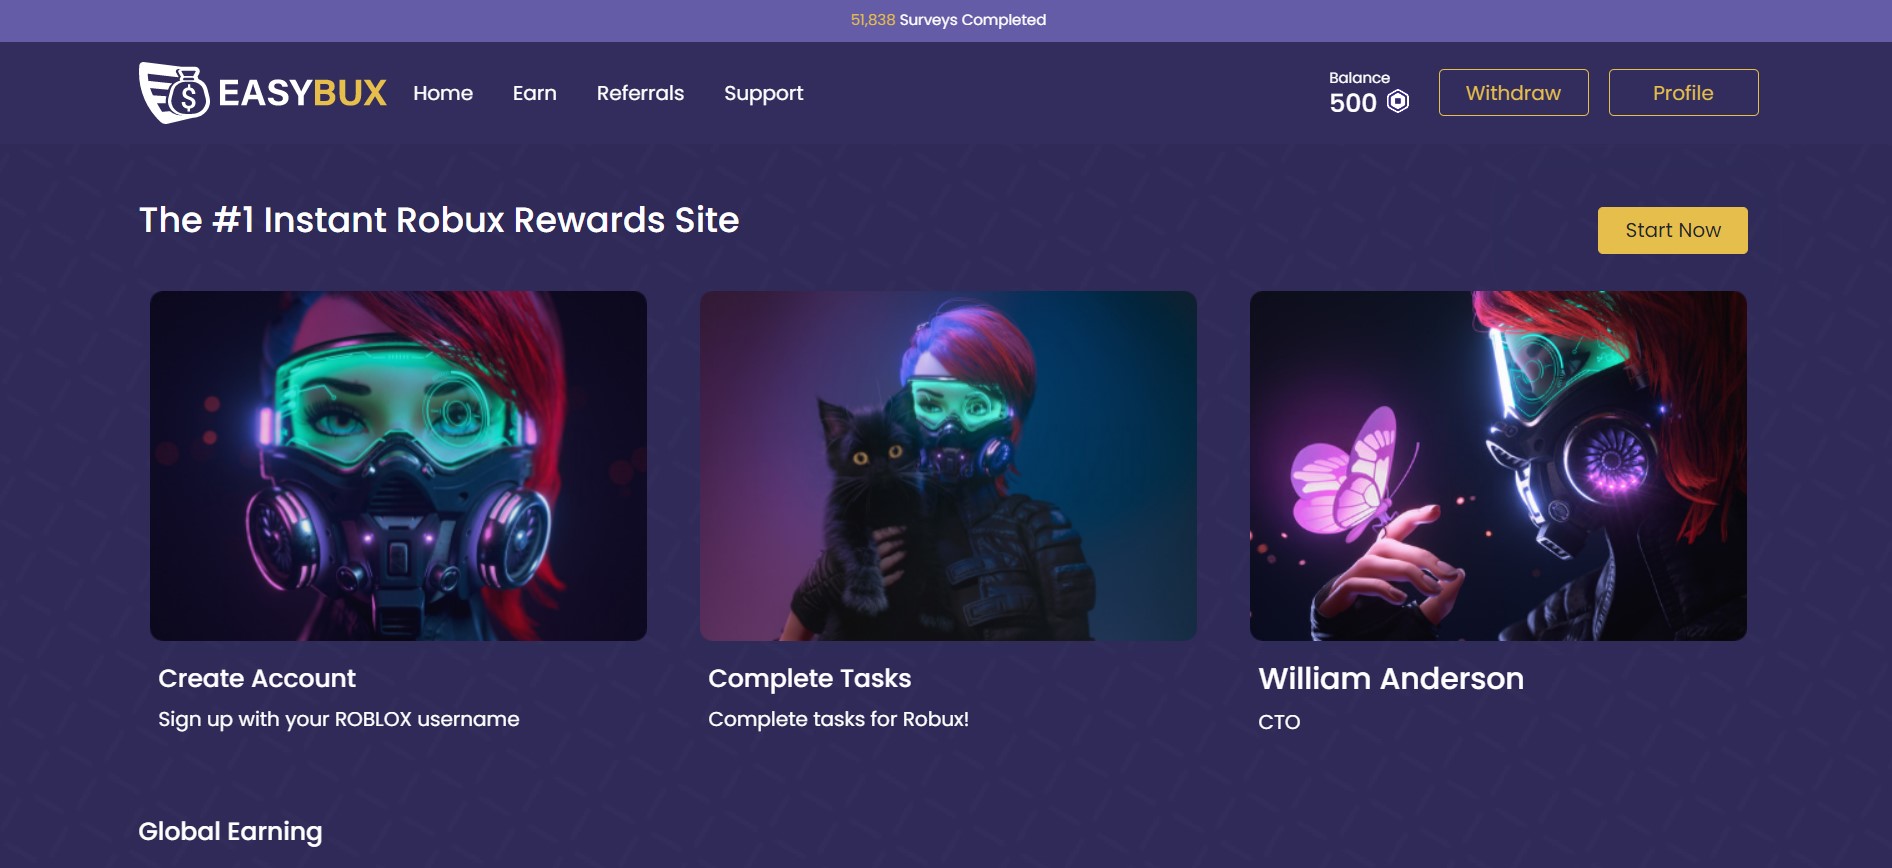 51,838 Surveys Completed
EASYBUX
Home
Earn
Referrals
Support
Balance
500
Withdraw
Profile
The #1 Instant Robux Rewards Site
Start Now
Create Account
Sign up with your ROBLOX username
Complete Tasks
Complete tasks for Robux!
William Anderson
CTO
Global Earning